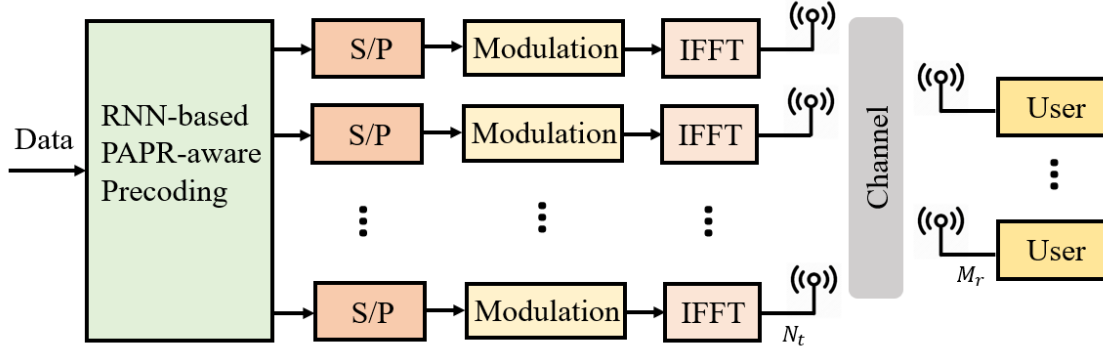 Data
RNN-based
PAPR-aware
Precoding
S/P
Modulation
IFFT
S/P
Modulation
IFFT
S/P
Modulation
IFFT
N_t
Channel
User
User
M_r